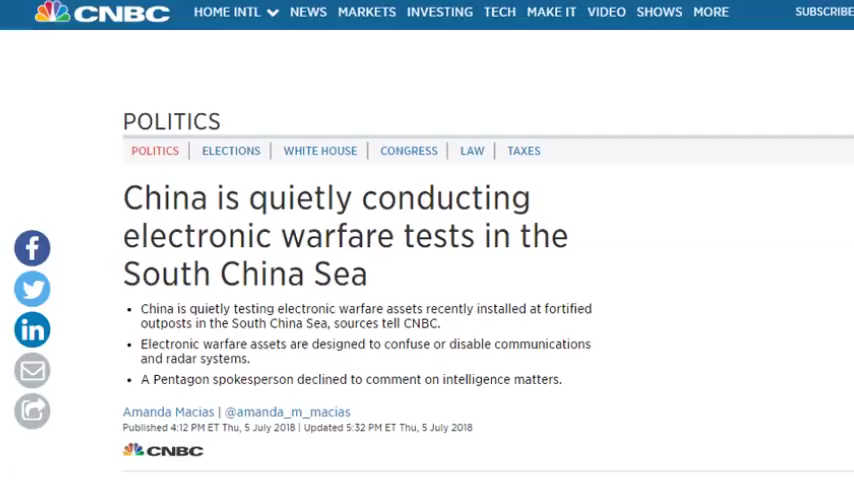 CNBC HOME INTL NEWS MARKETS INVESTING TECH MAKE IT VIDEO SHOWS MORE SUBSCRIBE
POLITICS
POLITICS | ELECTIONS | WHITE HOUSE | CONGRESS | LAW | TAXES
China is quietly conducting
electronic warfare tests in the
South China Sea
• China is quietly testing electronic warfare assets recently installed at fortified
outposts in the South China Sea, sources tell CNBC.
• Electronic warfare assets are designed to confuse or disable communications
and radar systems.
• A Pentagon spokesperson declined to comment on intelligence matters.
Amanda Macias | @amanda_m_macias
Published 4:12 PM ET Thu, 5 July 2018 | Updated 5:32 PM ET Thu, 5 July 2018
CNBC